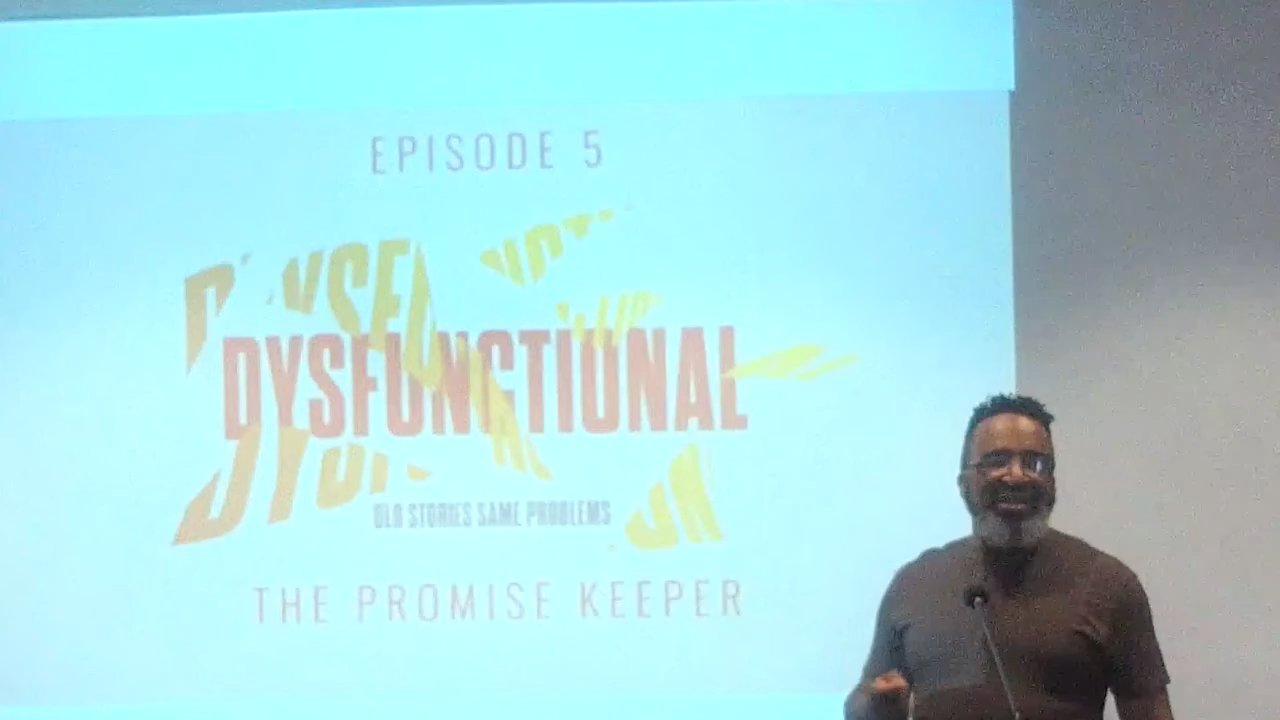 EPISODE 5
DYSFUNCTIONAL
OLD STORIES SAME PROBLEMS
THE PROMISE KEEPER